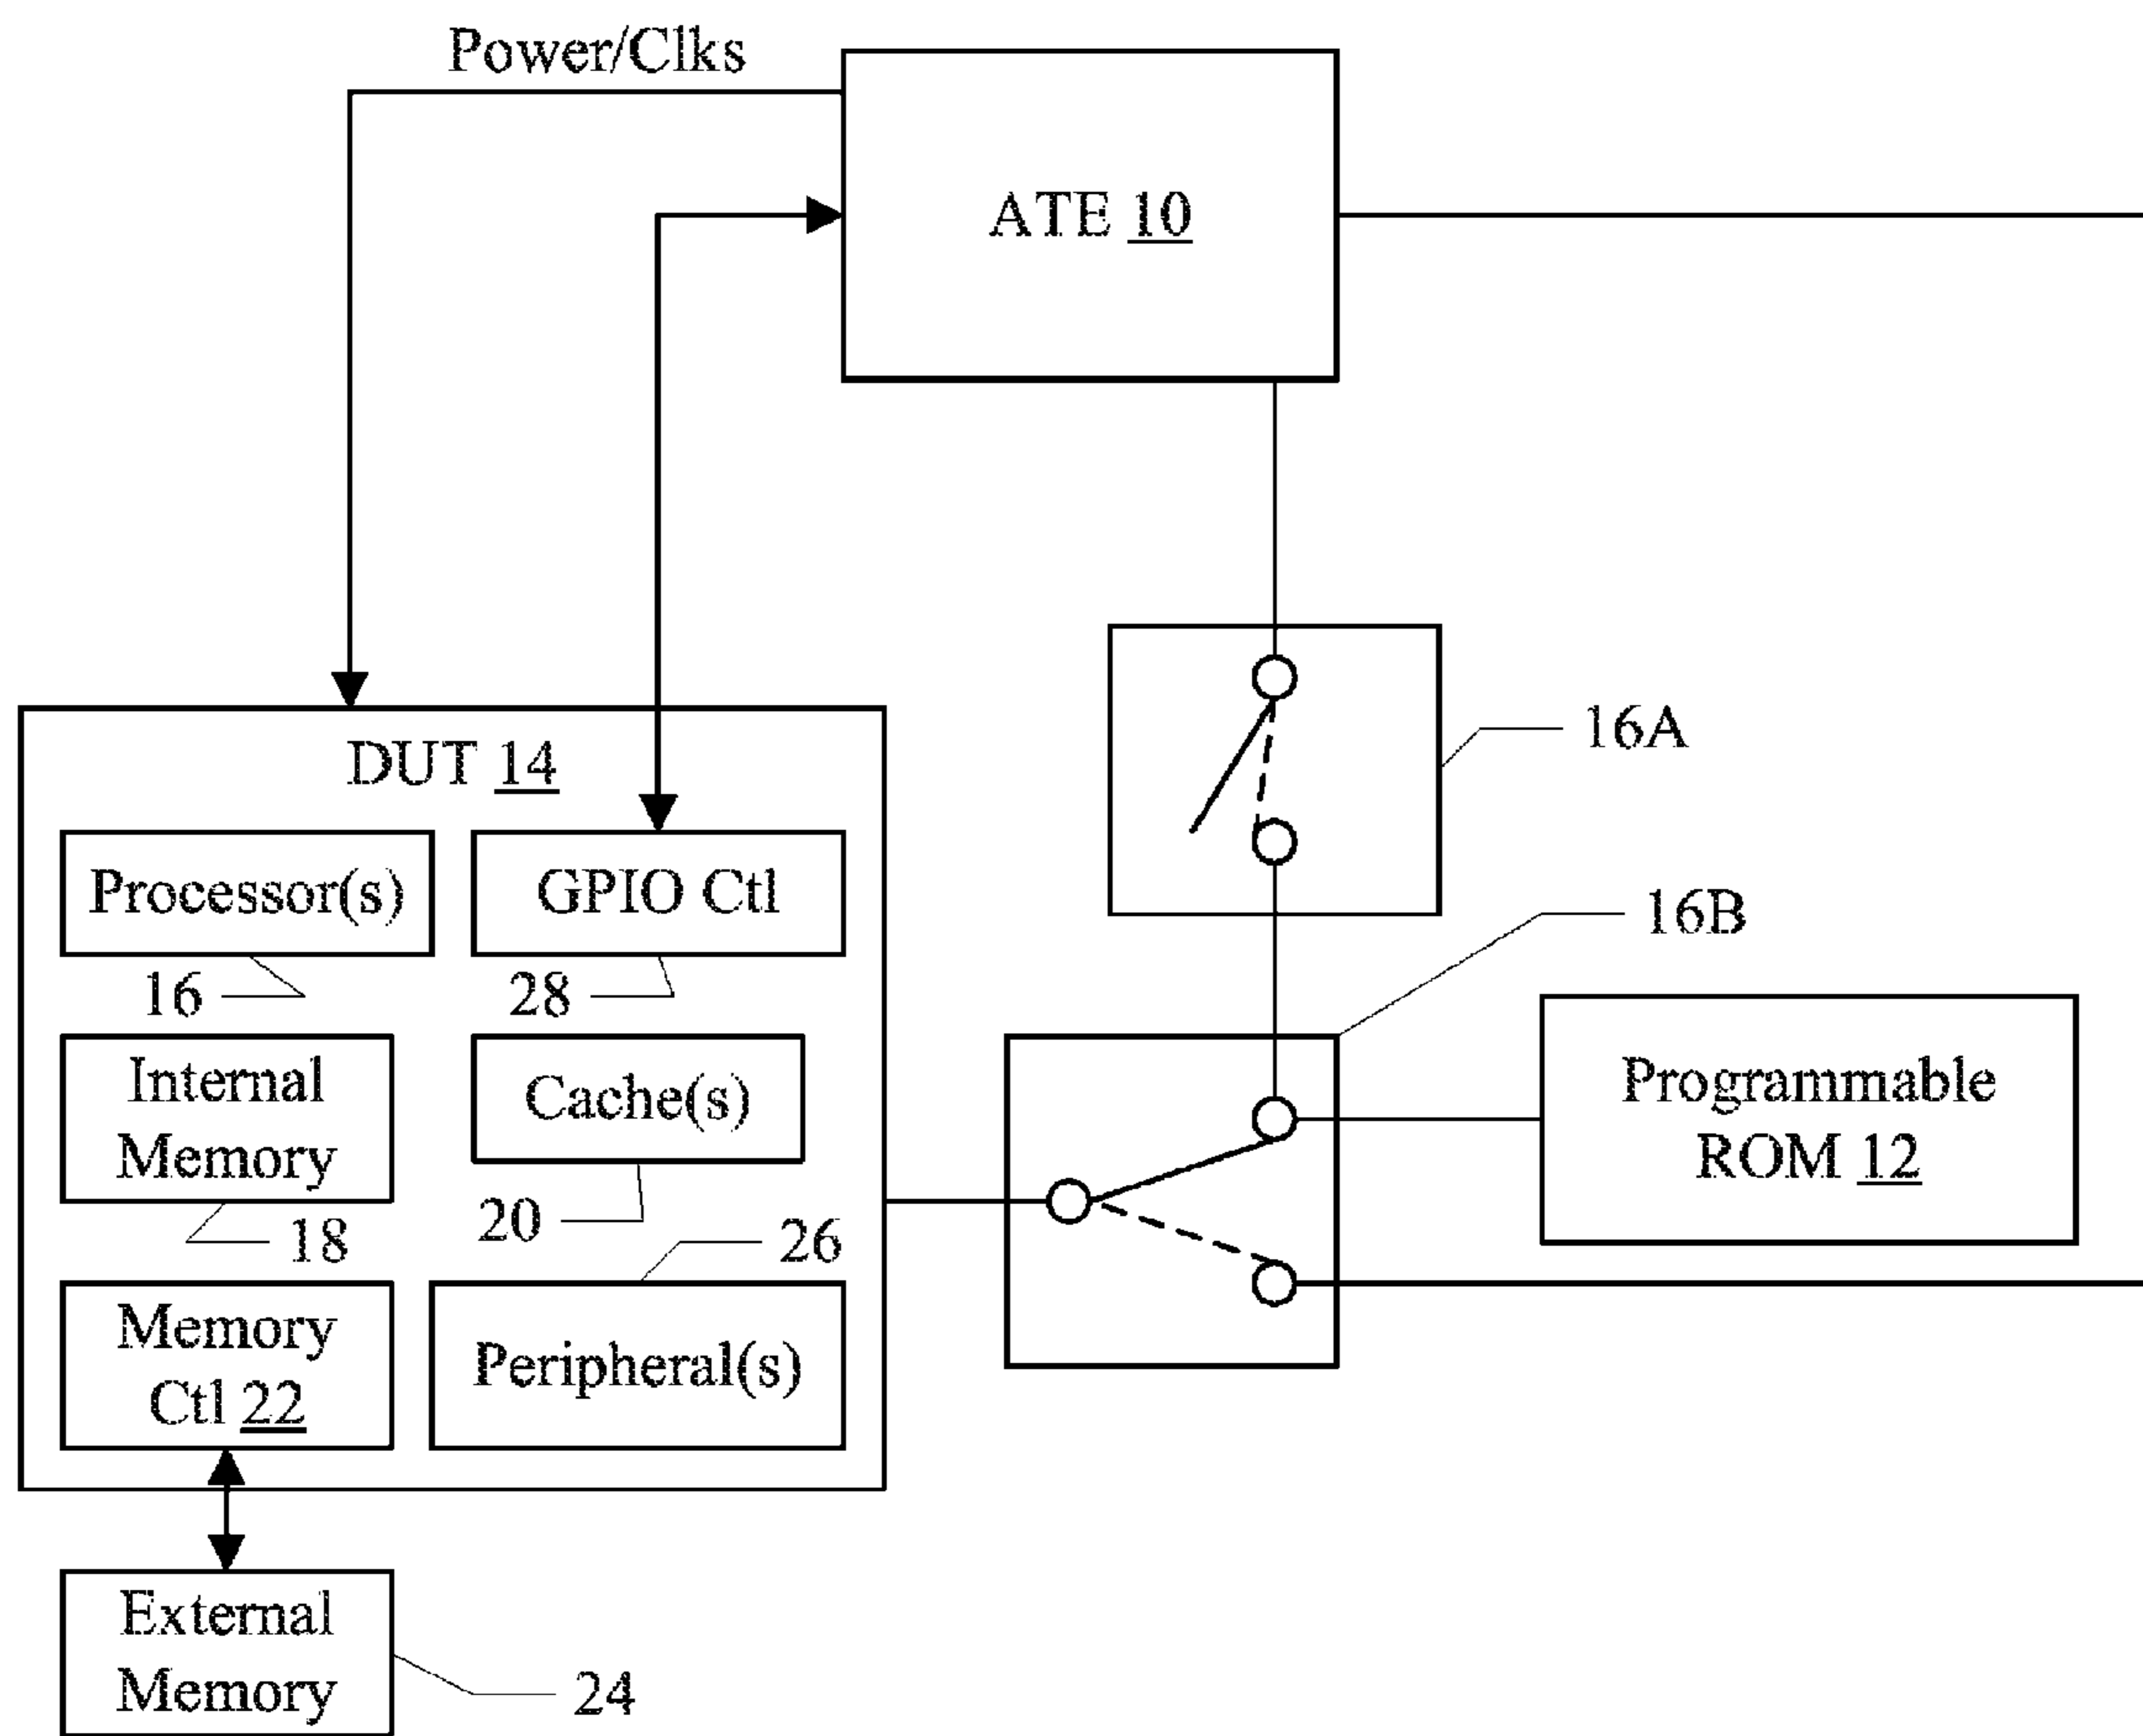 Power/Clks
ATE 10
DUT 14
16A
Processor(s)
GPIO Ctl
16B
16
28
Internal
Memory
Cache(s)
Programmable
ROM 12
18
20
26
Memory
Ctl 22
Peripheral(s)
External
Memory
24